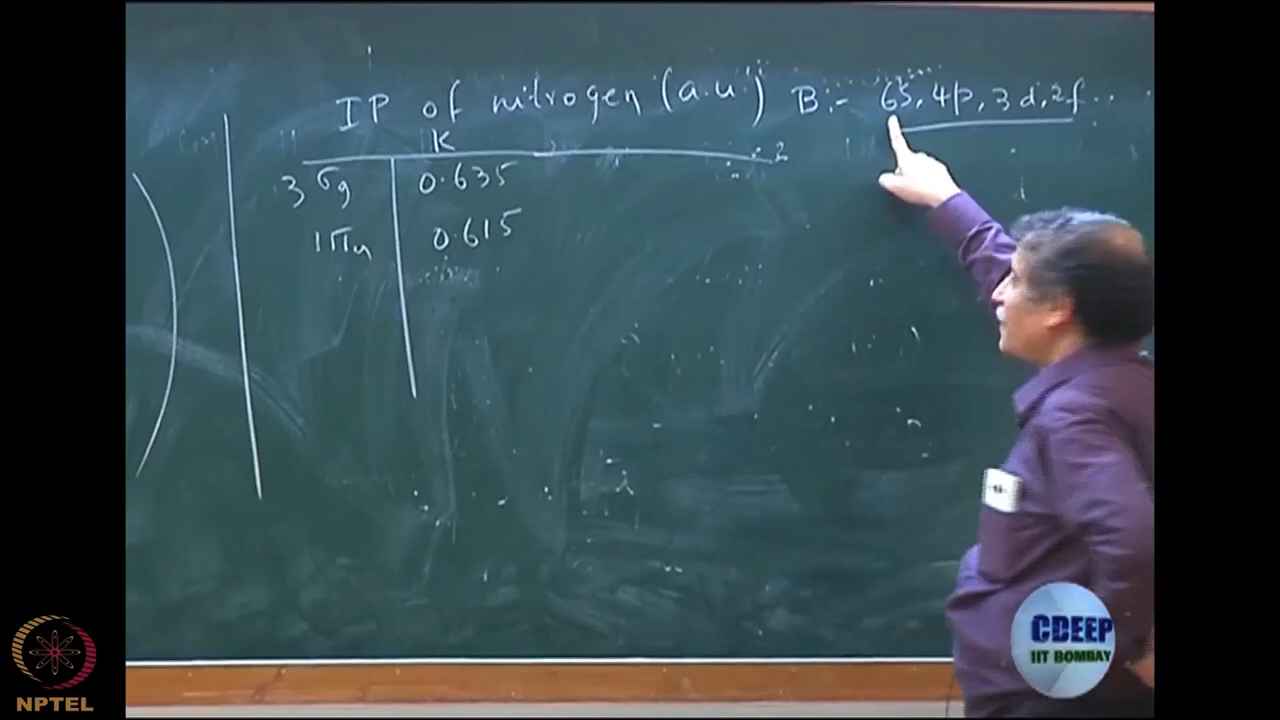 IP of nitrogen (a.u.) B:- 6s, 4p, 3d, 2f ...
K
3σg 0.635
1πu 0.615
CDEEP
IIT BOMBAY
NPTEL